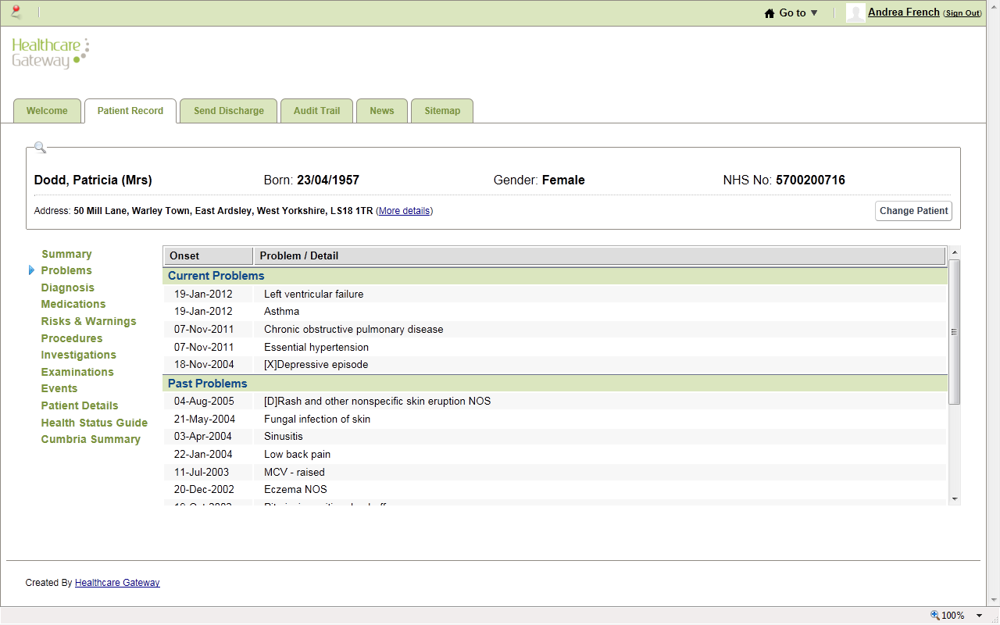 Go to ▼ Andrea French (Sign Out)
Healthcare
Gateway
Welcome Patient Record Send Discharge Audit Trail News Sitemap
Dodd, Patricia (Mrs) Born: 23/04/1957 Gender: Female NHS No: 5700200716
Address: 50 Mill Lane, Warley Town, East Ardsley, West Yorkshire, LS18 1TR (More details) Change Patient
Summary
Problems
Diagnosis
Medications
Risks & Warnings
Procedures
Investigations
Examinations
Events
Patient Details
Health Status Guide
Cumbria Summary
Onset Problem / Detail
Current Problems
19-Jan-2012 Left ventricular failure
19-Jan-2012 Asthma
07-Nov-2011 Chronic obstructive pulmonary disease
07-Nov-2011 Essential hypertension
18-Nov-2004 [X]Depressive episode
Past Problems
04-Aug-2005 [D]Rash and other nonspecific skin eruption NOS
21-May-2004 Fungal infection of skin
03-Apr-2004 Sinusitis
22-Jan-2004 Low back pain
11-Jul-2003 MCV - raised
20-Dec-2002 Eczema NOS
Created By Healthcare Gateway
100%